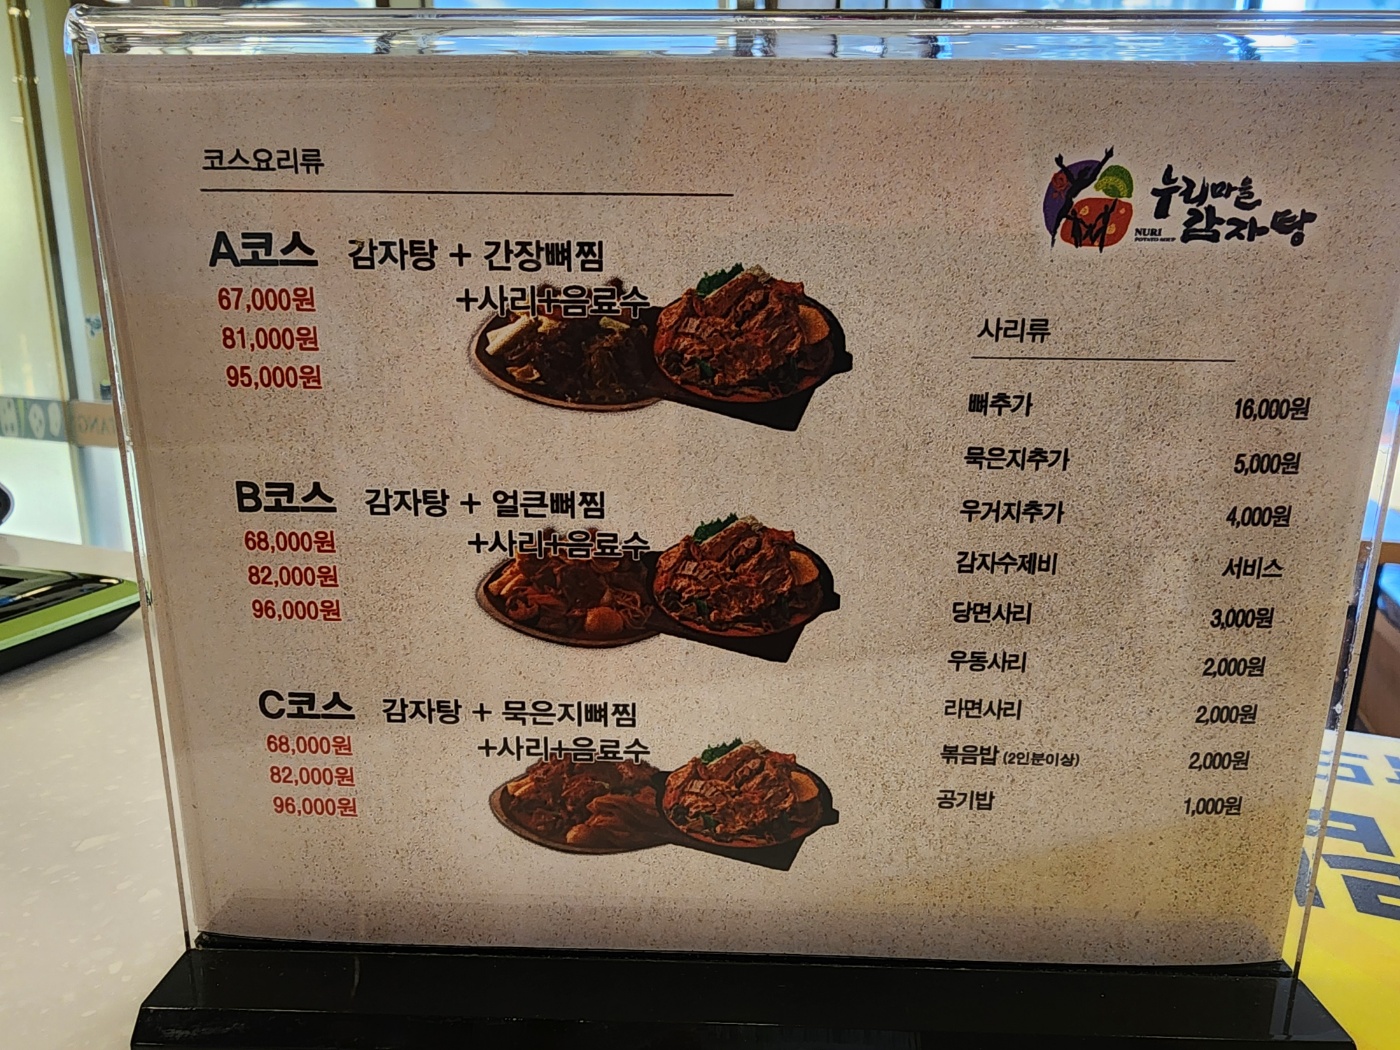 코스요리류
A코스 감자탕 + 간장뼈찜
+사리+음료수
67,000원
81,000원
95,000원
B코스 감자탕 + 얼큰뼈찜
+사리+음료수
68,000원
82,000원
96,000원
C코스 감자탕 + 묵은지뼈찜
+사리+음료수
68,000원
82,000원
96,000원
누리마을
감자탕
NURI
POTATO SOUP
사리류
뼈추가 16,000원
묵은지추가 5,000원
우거지추가 4,000원
감자수제비 서비스
당면사리 3,000원
우동사리 2,000원
라면사리 2,000원
볶음밥 (2인분이상) 2,000원
공기밥 1,000원